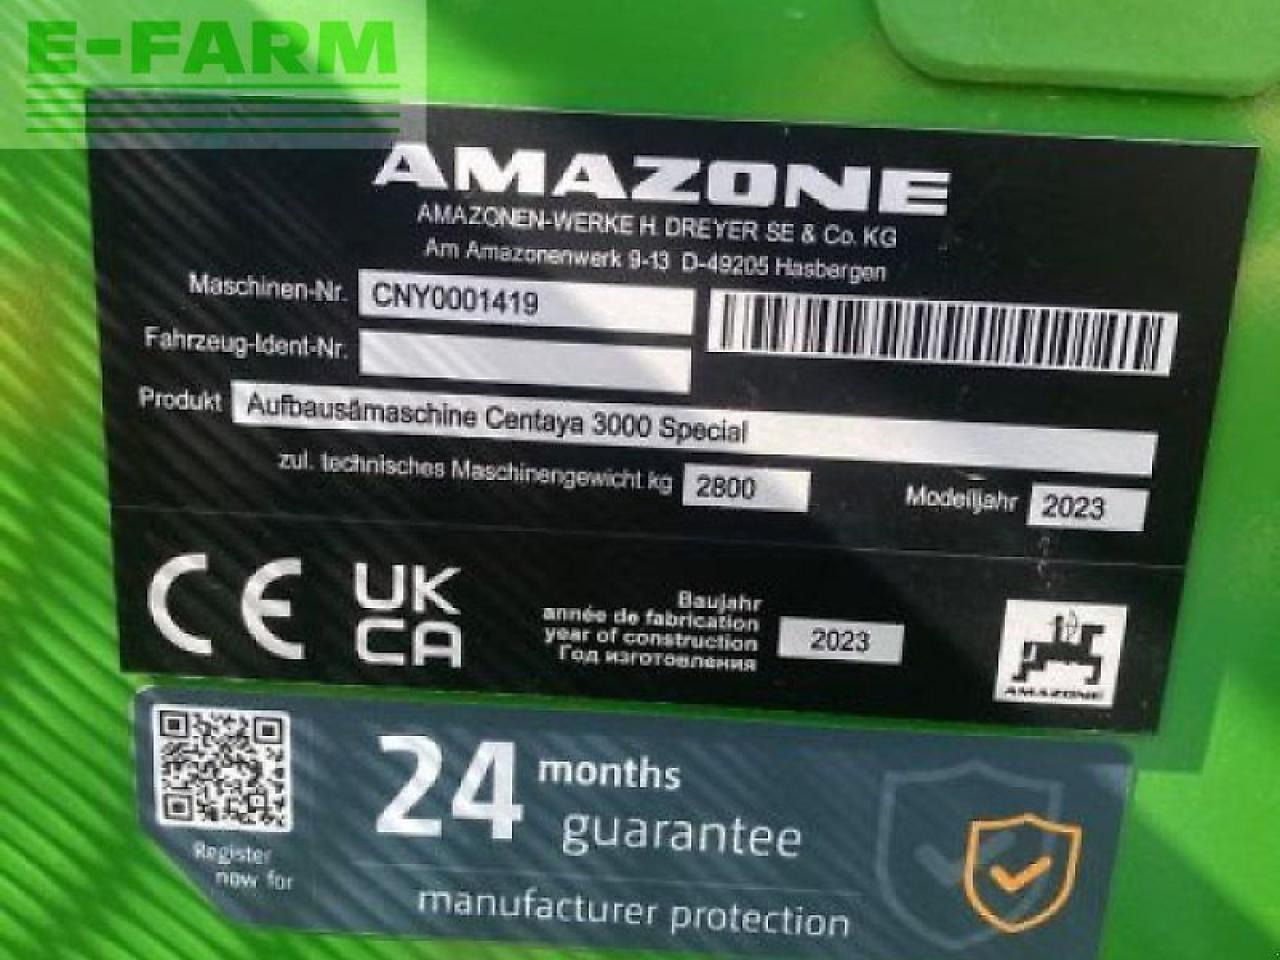 E-FARM
AMAZONE
AMAZONEN-WERKE H. DREYER SE & Co. KG
Am Amazonenwerk 9-13 D-49205 Hasbergen
Maschinen-Nr. CNY0001419
Fahrzeug-Ident-Nr.
Produkt Aufbausämaschine Centaya 3000 Special
zul. technisches Maschinengewicht kg 2800
Modelljahr 2023
CE
UK
CA
Baujahr
année de fabrication
year of construction
Год изготовления
2023
AMAZONE
24 months
guarantee
Register
now for
manufacturer protection